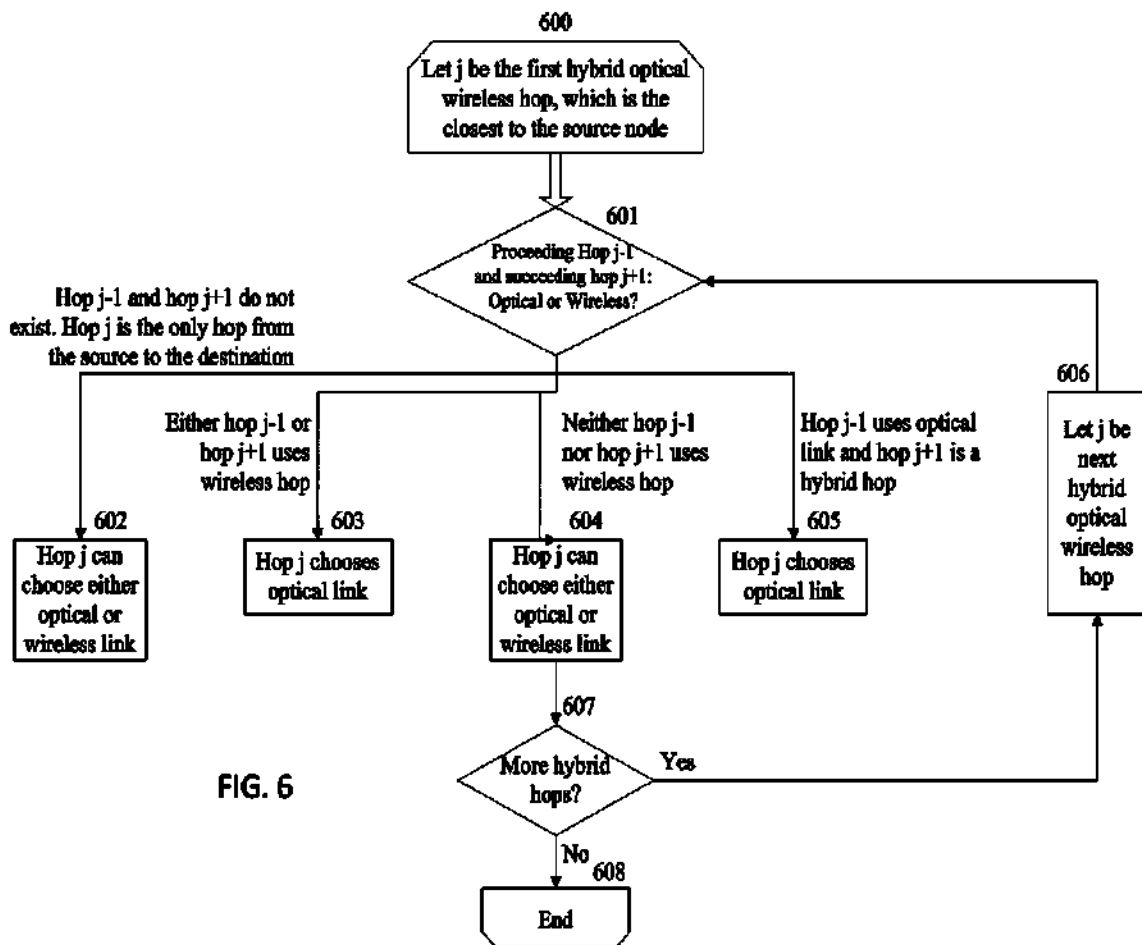 600
Let j be the first hybrid optical
wireless hop, which is the
closest to the source node
601
Proceeding Hop j-1
and succeeding hop j+1:
Optical or Wireless?
Hop j-1 and hop j+1 do not
exist. Hop j is the only hop from
the source to the destination
Either hop j-1 or
hop j+1 uses
wireless hop
Neither hop j-1
nor hop j+1 uses
wireless hop
Hop j-1 uses optical
link and hop j+1 is a
hybrid hop
606
Let j be
next
hybrid
optical
wireless
hop
602
Hop j can
choose either
optical or
wireless link
603
Hop j chooses
optical link
604
Hop j can
choose either
optical or
wireless link
605
Hop j chooses
optical link
607
More hybrid
hops?
Yes
FIG. 6
No
608
End